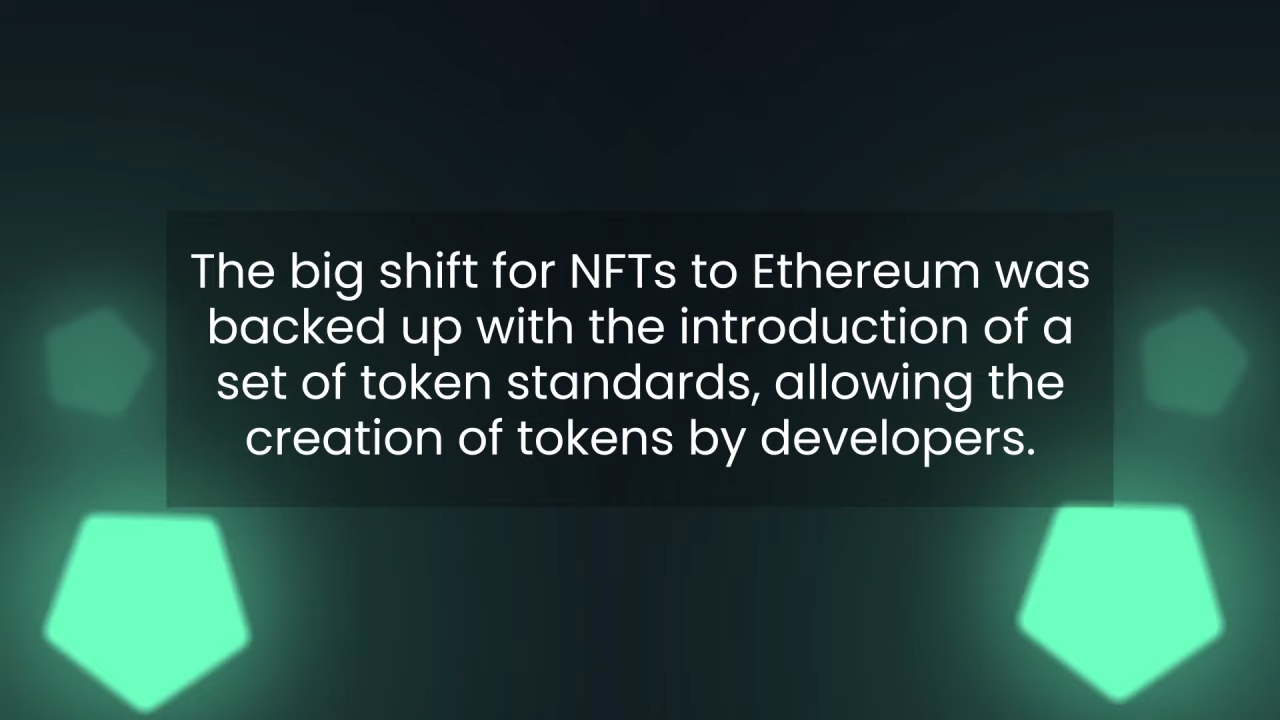 The big shift for NFTs to Ethereum was
backed up with the introduction of a
set of token standards, allowing the
creation of tokens by developers.